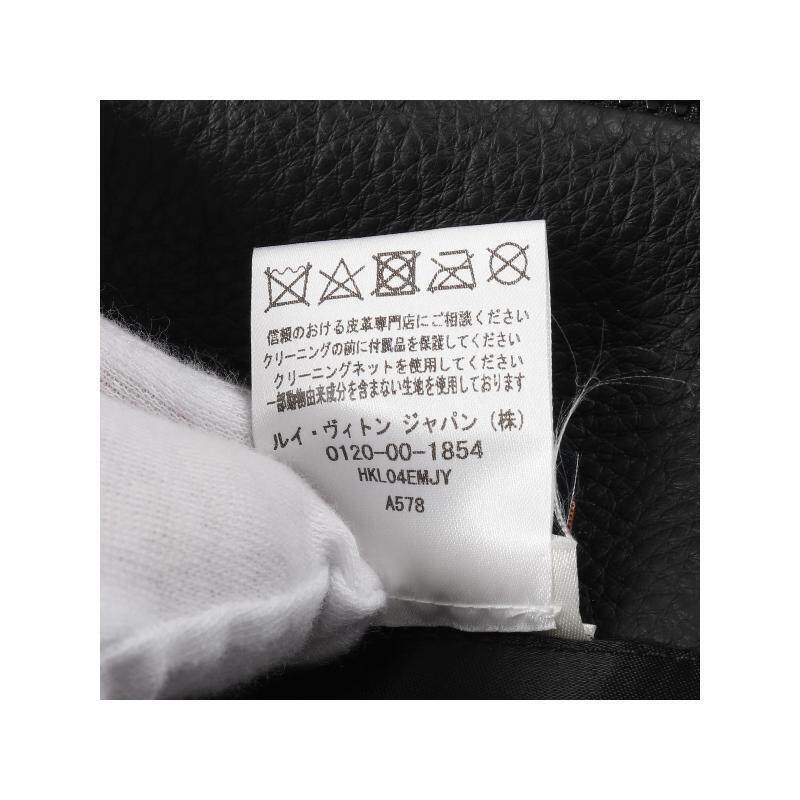 信頼のおける皮革専門店にご相談ください
クリーニングの前に付属品を保護してください
クリーニングネットを使用してください
一部動物由来成分を含まない生地を使用しております
ルイ・ヴィトン ジャパン（株）
0120-00-1854
HKL04EMJY
A578